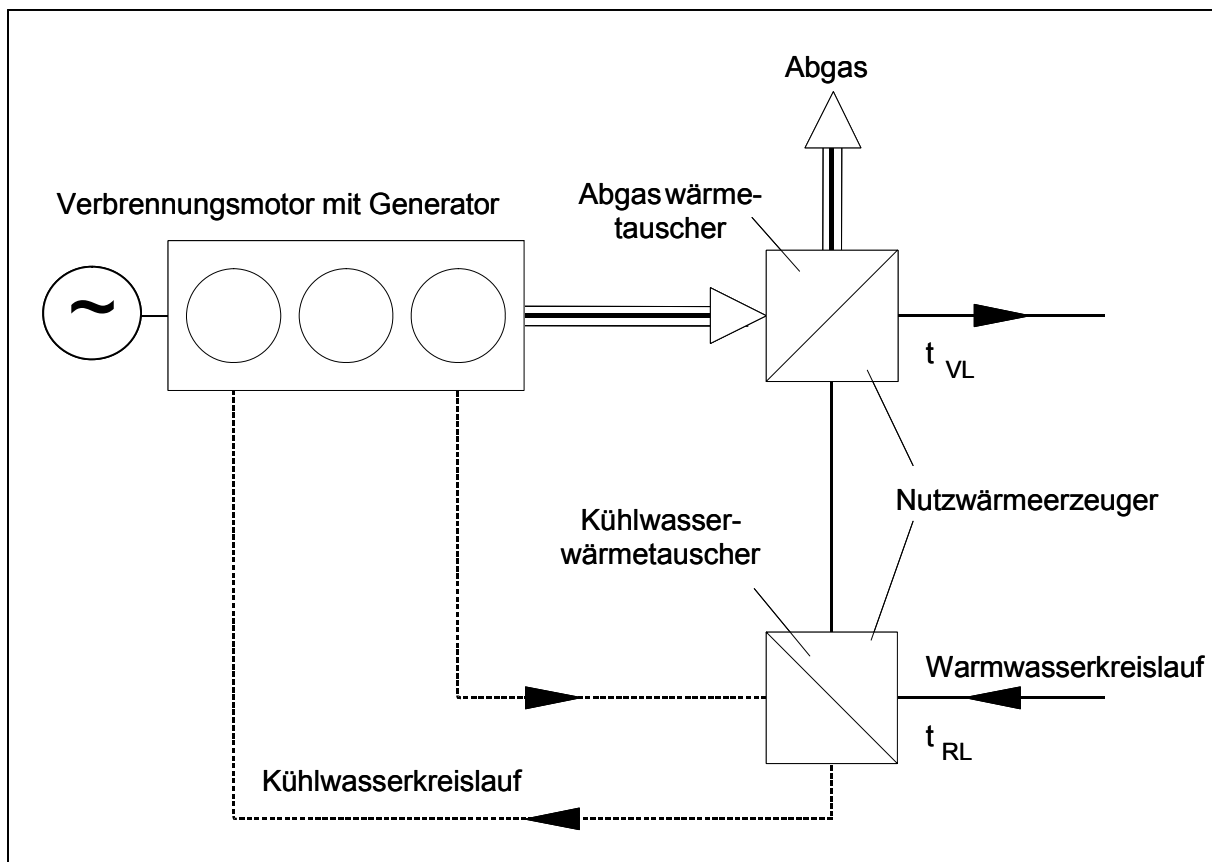 Abgas
Verbrennungsmotor mit Generator
Abgaswärme-
tauscher
~
t VL
Nutzwärmeerzeuger
Kühlwasser-
wärmetauscher
Warmwasserkreislauf
t RL
Kühlwasserkreislauf